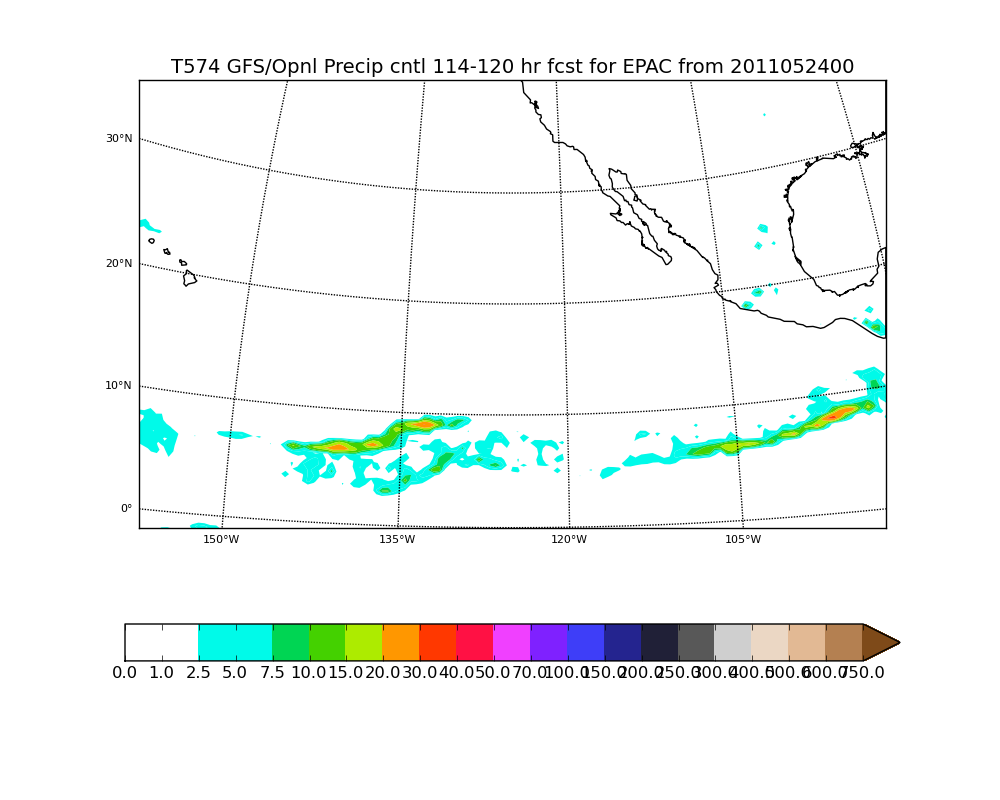 T574 GFS/Opnl Precip cntl 114-120 hr fcst for EPAC from 2011052400
30°N
20°N
10°N
0°
150°W 135°W 120°W 105°W
0.0 1.0 2.5 5.0 7.5 10.0 15.0 20.0 30.0 40.0 50.0 70.0 100.0 150.0 200.0 250.0 300.0 400.0 500.0 600.0 750.0